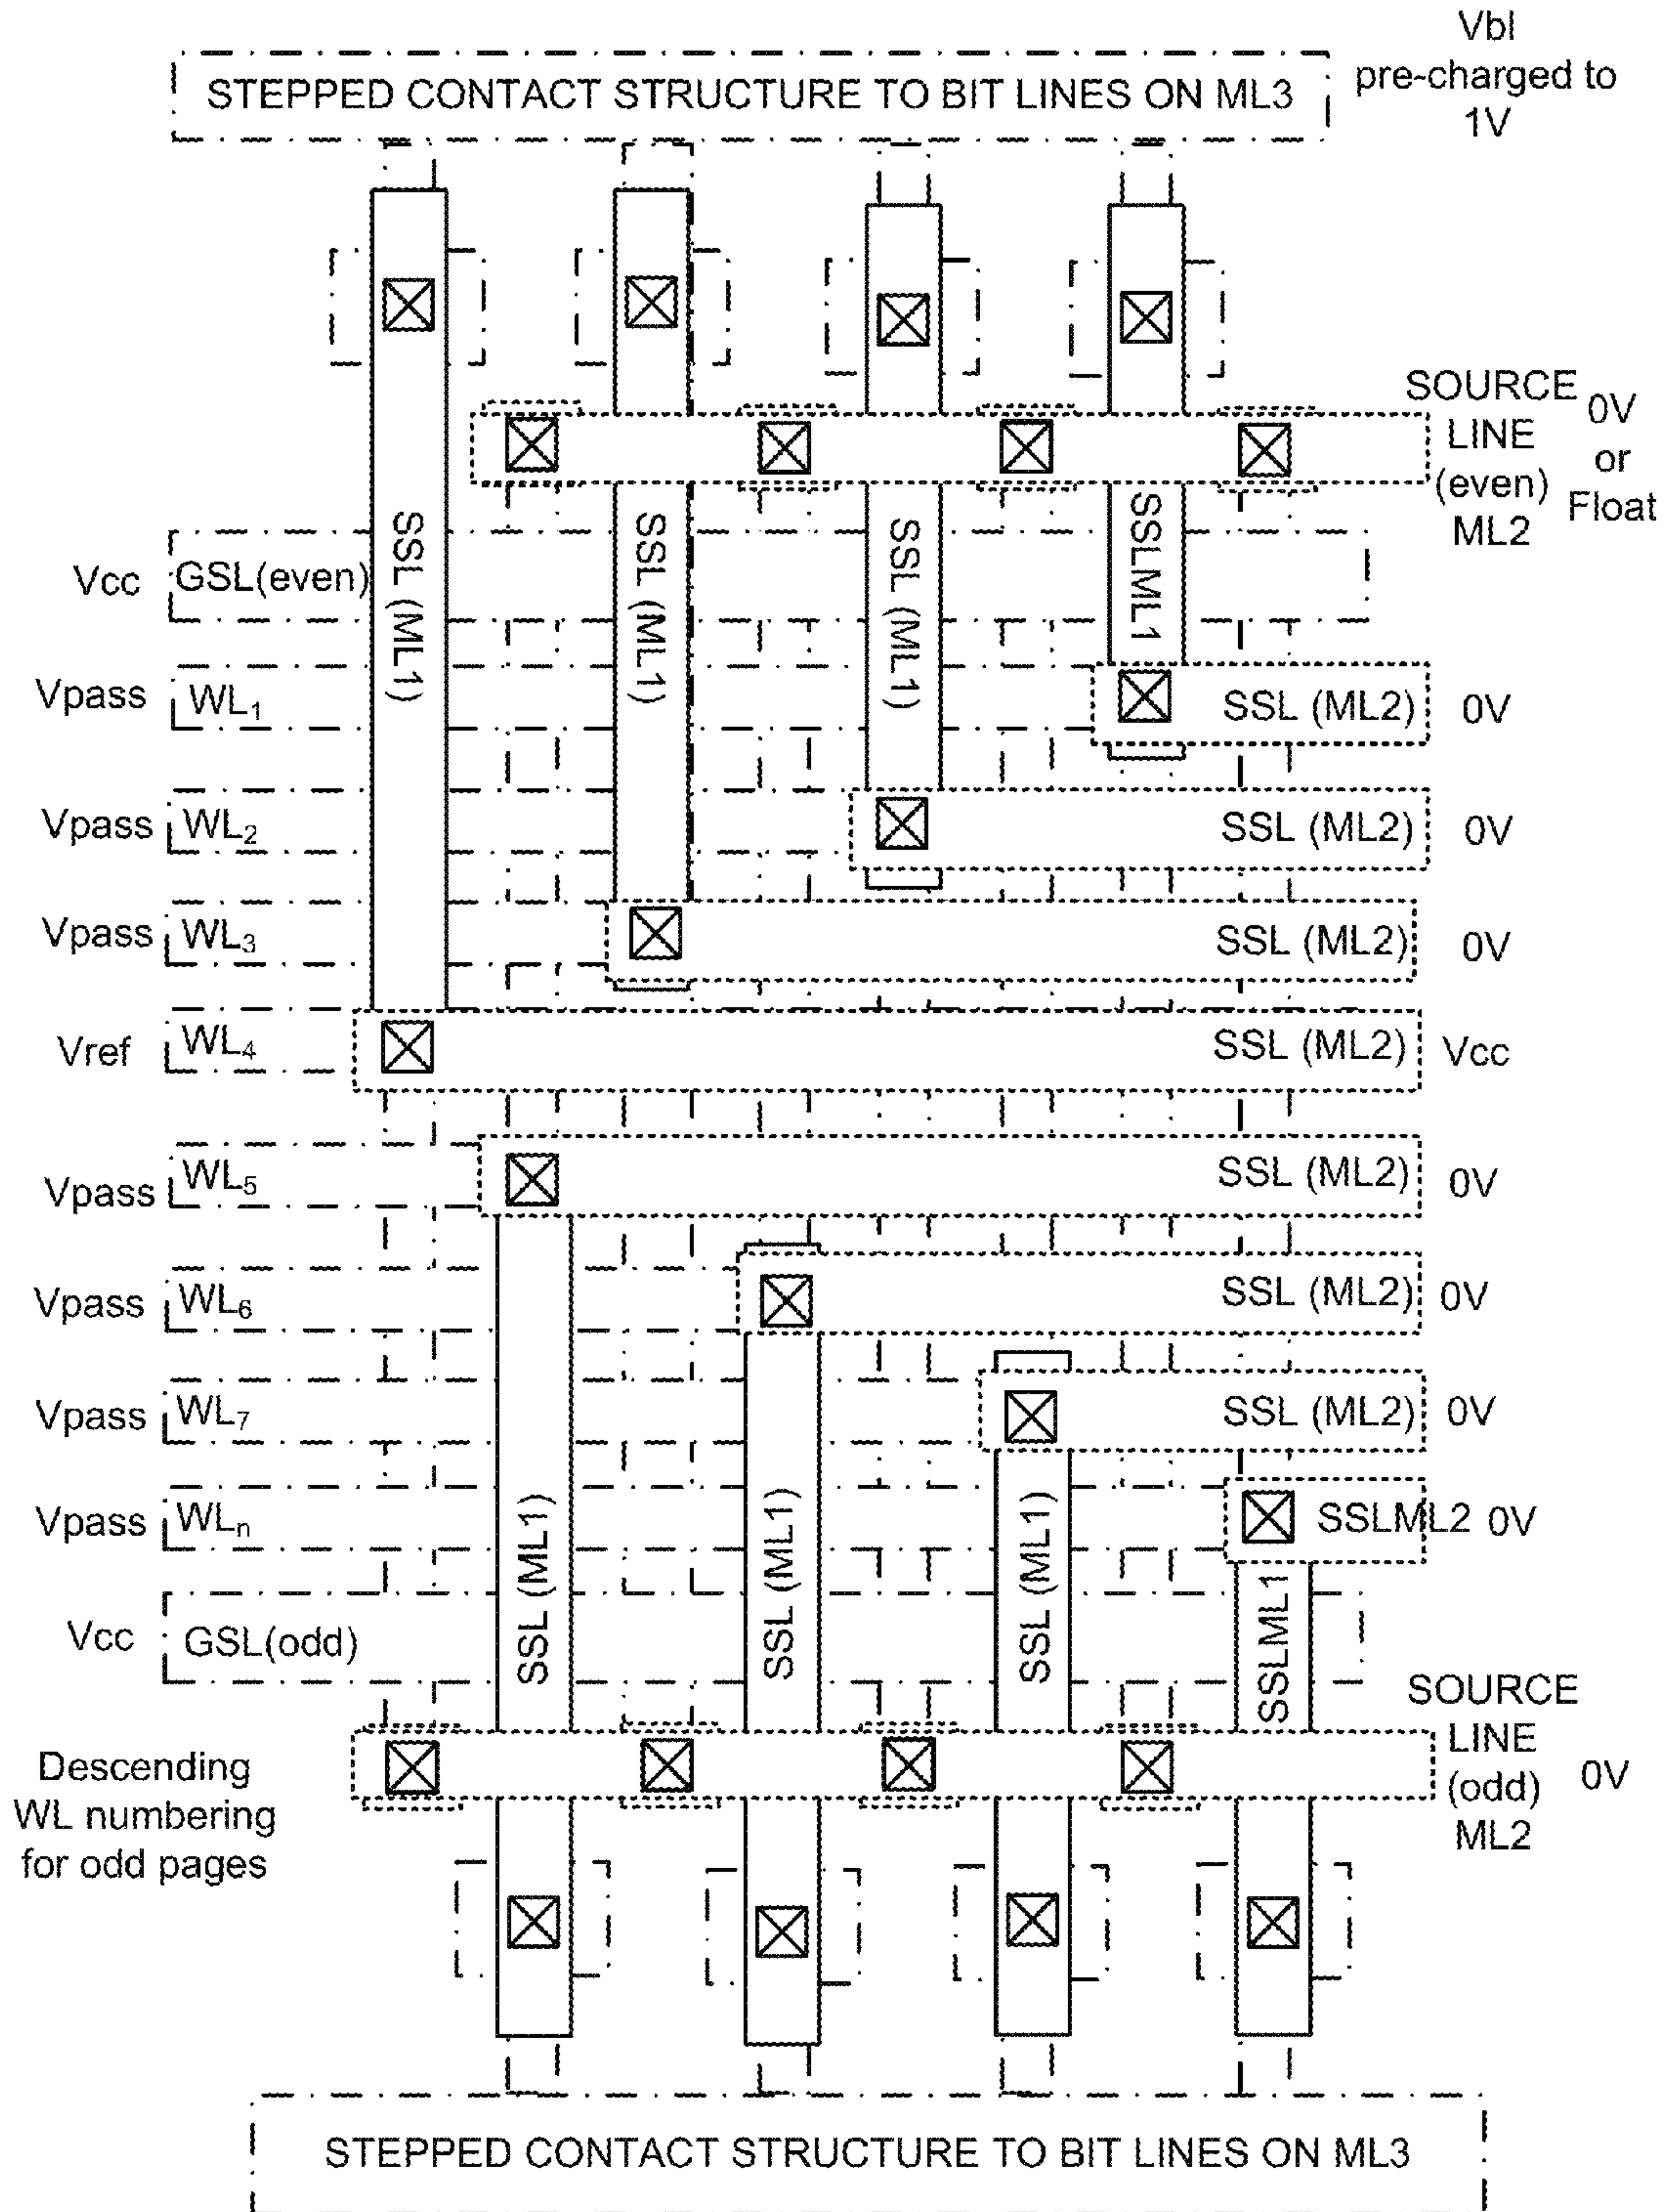 Vbl
pre-charged to
1V
STEPPED CONTACT STRUCTURE TO BIT LINES ON ML3
SOURCE
LINE
(even)
ML2
0V
or
Float
SSL (ML1)
SSL (ML1)
SSL (ML1)
SSLML1
Vcc GSL(even)
Vpass WL1 SSL (ML2) 0V
Vpass WL2 SSL (ML2) 0V
Vpass WL3 SSL (ML2) 0V
Vref WL4 SSL (ML2) Vcc
Vpass WL5 SSL (ML2) 0V
Vpass WL6 SSL (ML2) 0V
Vpass WL7 SSL (ML2) 0V
Vpass WLn SSLML2 0V
SSL (ML1)
SSL (ML1)
SSL (ML1)
SSLML1
Vcc GSL(odd)
SOURCE
LINE
(odd)
ML2
0V
Descending
WL numbering
for odd pages
STEPPED CONTACT STRUCTURE TO BIT LINES ON ML3